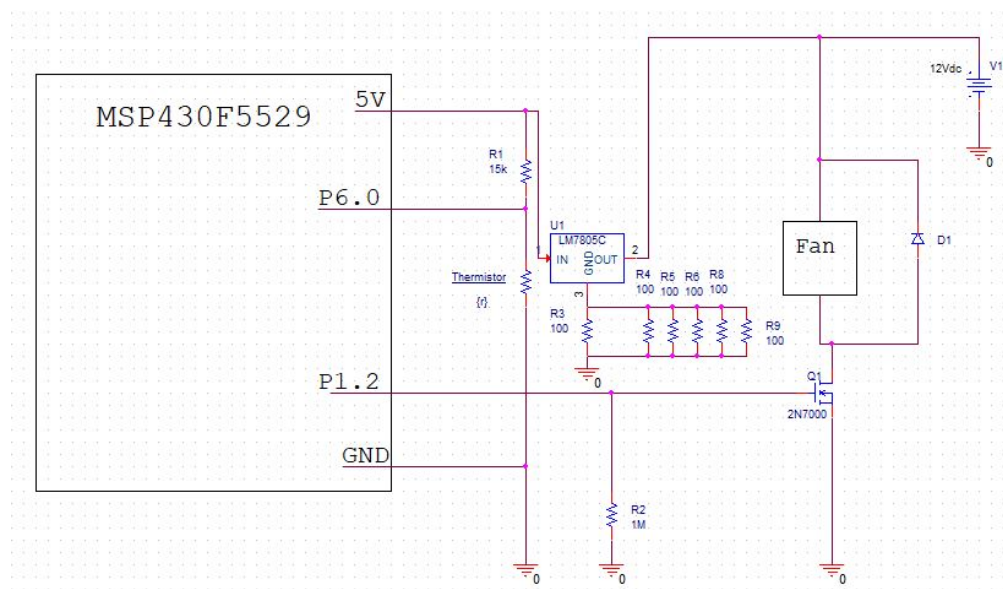 MSP430F5529
5V
P6.0
P1.2
GND
R1
15k
Thermistor
{r}
U1
LM7805C
1
IN
GND
OUT
2
3
R3
100
0
R4
100
R5
100
R6
100
R8
100
R9
100
12Vdc
V1
0
Fan
D1
Q1
2N7000
R2
1M
0
0
0